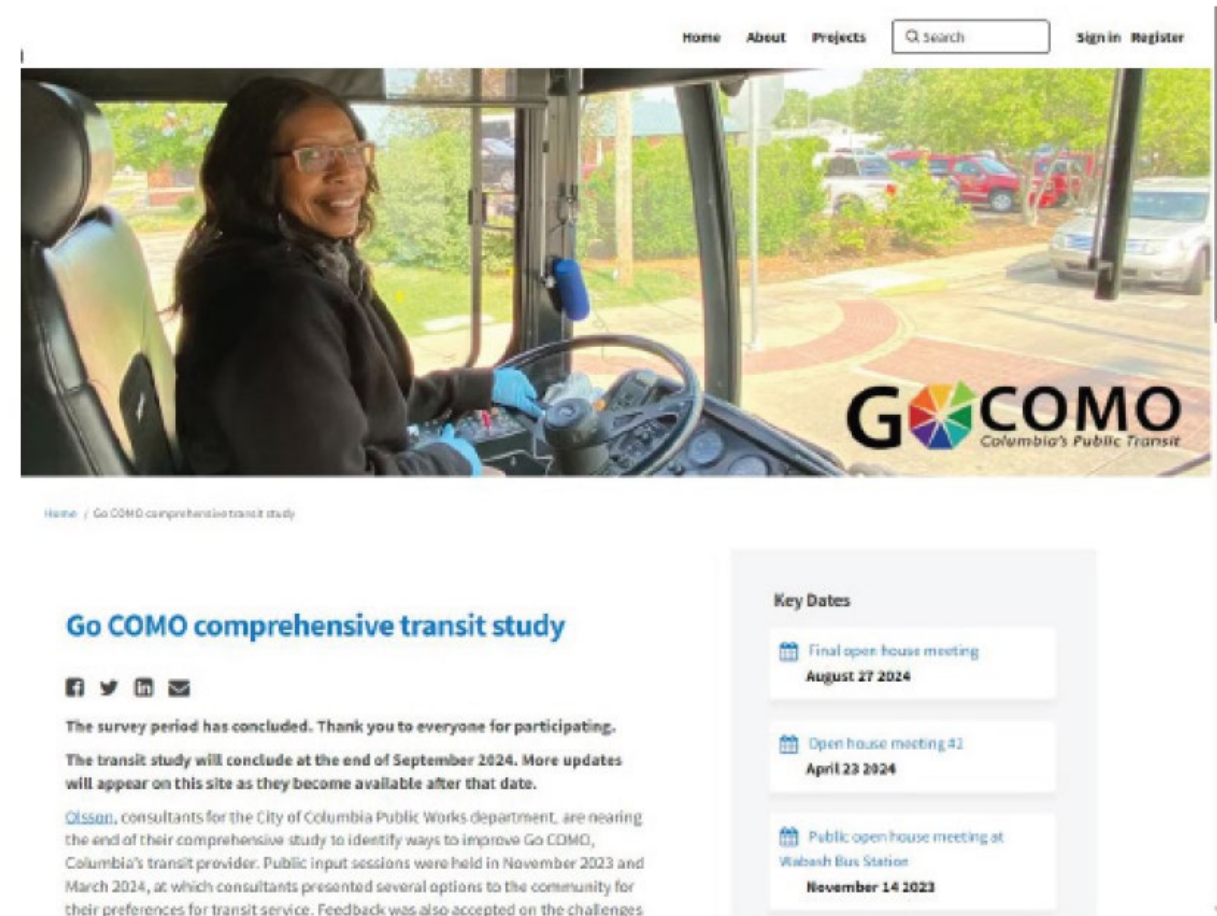 Home About Projects Search Sign in Register
GO COMO
Columbia's Public Transit
Home / Go COMO comprehensive transit study
Go COMO comprehensive transit study
The survey period has concluded. Thank you to everyone for participating.
The transit study will conclude at the end of September 2024. More updates
will appear on this site as they become available after that date.
Olsson, consultants for the City of Columbia Public Works department, are nearing
the end of their comprehensive study to identify ways to improve Go COMO,
Columbia's transit provider. Public input sessions were held in November 2023 and
March 2024, at which consultants presented several options to the community for
their preferences for transit service. Feedback was also accepted on the challenges
Key Dates
Final open house meeting
August 27 2024
Open house meeting #2
April 23 2024
Public open house meeting at
Wabash Bus Station
November 14 2023